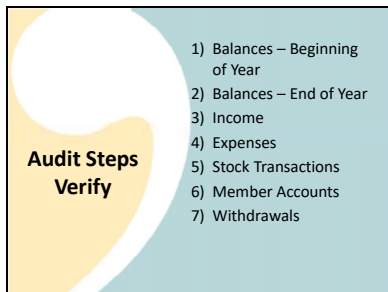 Audit Steps
Verify
1) Balances – Beginning
of Year
2) Balances – End of Year
3) Income
4) Expenses
5) Stock Transactions
6) Member Accounts
7) Withdrawals